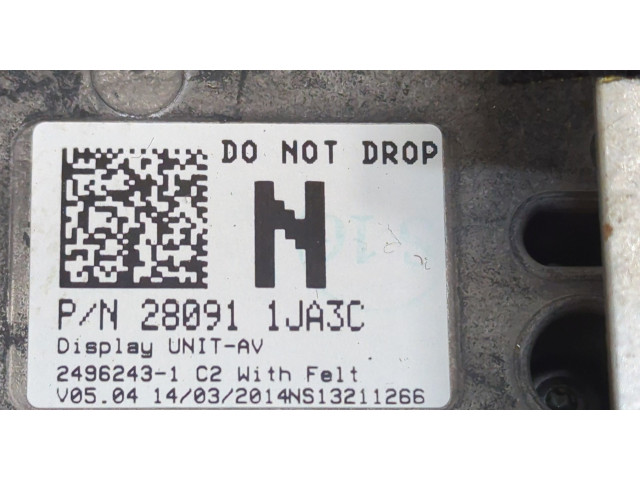 DO NOT DROP
N
P/N 28091 1JA3C
Display UNIT-AV
2496243-1 C2 With Felt
V05.04 14/03/2014NS13211266